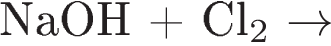 NaOH + Cl₂ →